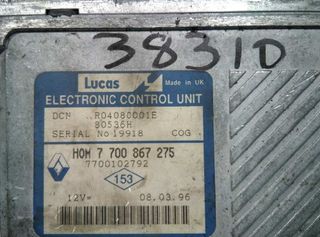 3831D
Lucas
Made in UK
ELECTRONIC CONTROL UNIT
DCN R04080001E
80536H
SERIAL No 19918 COG
HOM 7 700 867 275
7700102792
153
12V= 08.03.96